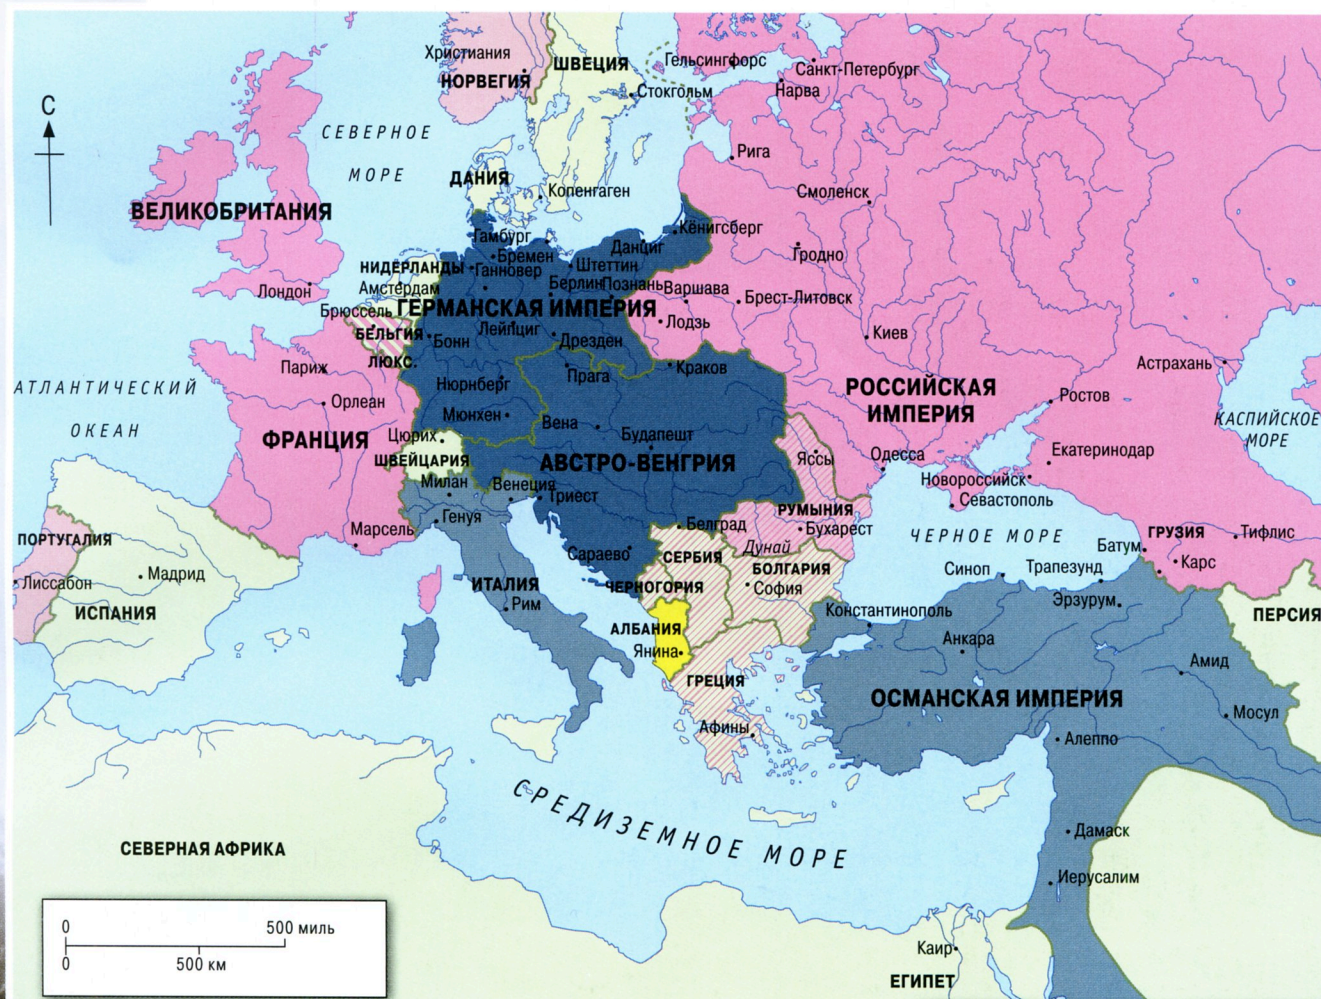 Христиания
НОРВЕГИЯ
ШВЕЦИЯ
Гельсингфорс
Санкт-Петербург
Нарва
Стокгольм
С
СЕВЕРНОЕ
МОРЕ
Рига
ДАНИЯ
Копенгаген
Смоленск
ВЕЛИКОБРИТАНИЯ
Кёнигсберг
Гамбург
Данциг
Бремен
Гродно
НИДЕРЛАНДЫ
Ганновер
Штеттин
Амстердам
Берлин
Познань
Варшава
Лондон
Брест-Литовск
Брюссель
ГЕРМАНСКАЯ ИМПЕРИЯ
Лодзь
БЕЛЬГИЯ
Бонн
Лейпциг
Дрезден
Киев
ЛЮКС.
Париж
Нюрнберг
Прага
Краков
Астрахань
АТЛАНТИЧЕСКИЙ
ОКЕАН
Орлеан
РОССИЙСКАЯ
ИМПЕРИЯ
Ростов
КАСПИЙСКОЕ
МОРЕ
Мюнхен
Вена
Будапешт
ФРАНЦИЯ
Цюрих
ШВЕЙЦАРИЯ
АВСТРО-ВЕНГРИЯ
Яссы
Одесса
Екатеринодар
Милан
Венеция
Триест
Новороссийск
Севастополь
Генуя
РУМЫНИЯ
Марсель
Белград
Бухарест
ЧЕРНОЕ МОРЕ
ГРУЗИЯ
Тифлис
ПОРТУГАЛИЯ
Сараево
СЕРБИЯ
Дунай
БОЛГАРИЯ
Батум
Карс
Лиссабон
Мадрид
ИТАЛИЯ
ЧЕРНОГОРИЯ
София
Синоп
Трапезунд
Эрзурум
ИСПАНИЯ
Рим
Константинополь
ПЕРСИЯ
АЛБАНИЯ
Янина
Анкара
Амид
ГРЕЦИЯ
ОСМАНСКАЯ ИМПЕРИЯ
Мосул
Афины
Алеппо
СРЕДИЗЕМНОЕ МОРЕ
Дамаск
СЕВЕРНАЯ АФРИКА
Иерусалим
0
500 миль
0
500 км
Каир
ЕГИПЕТ